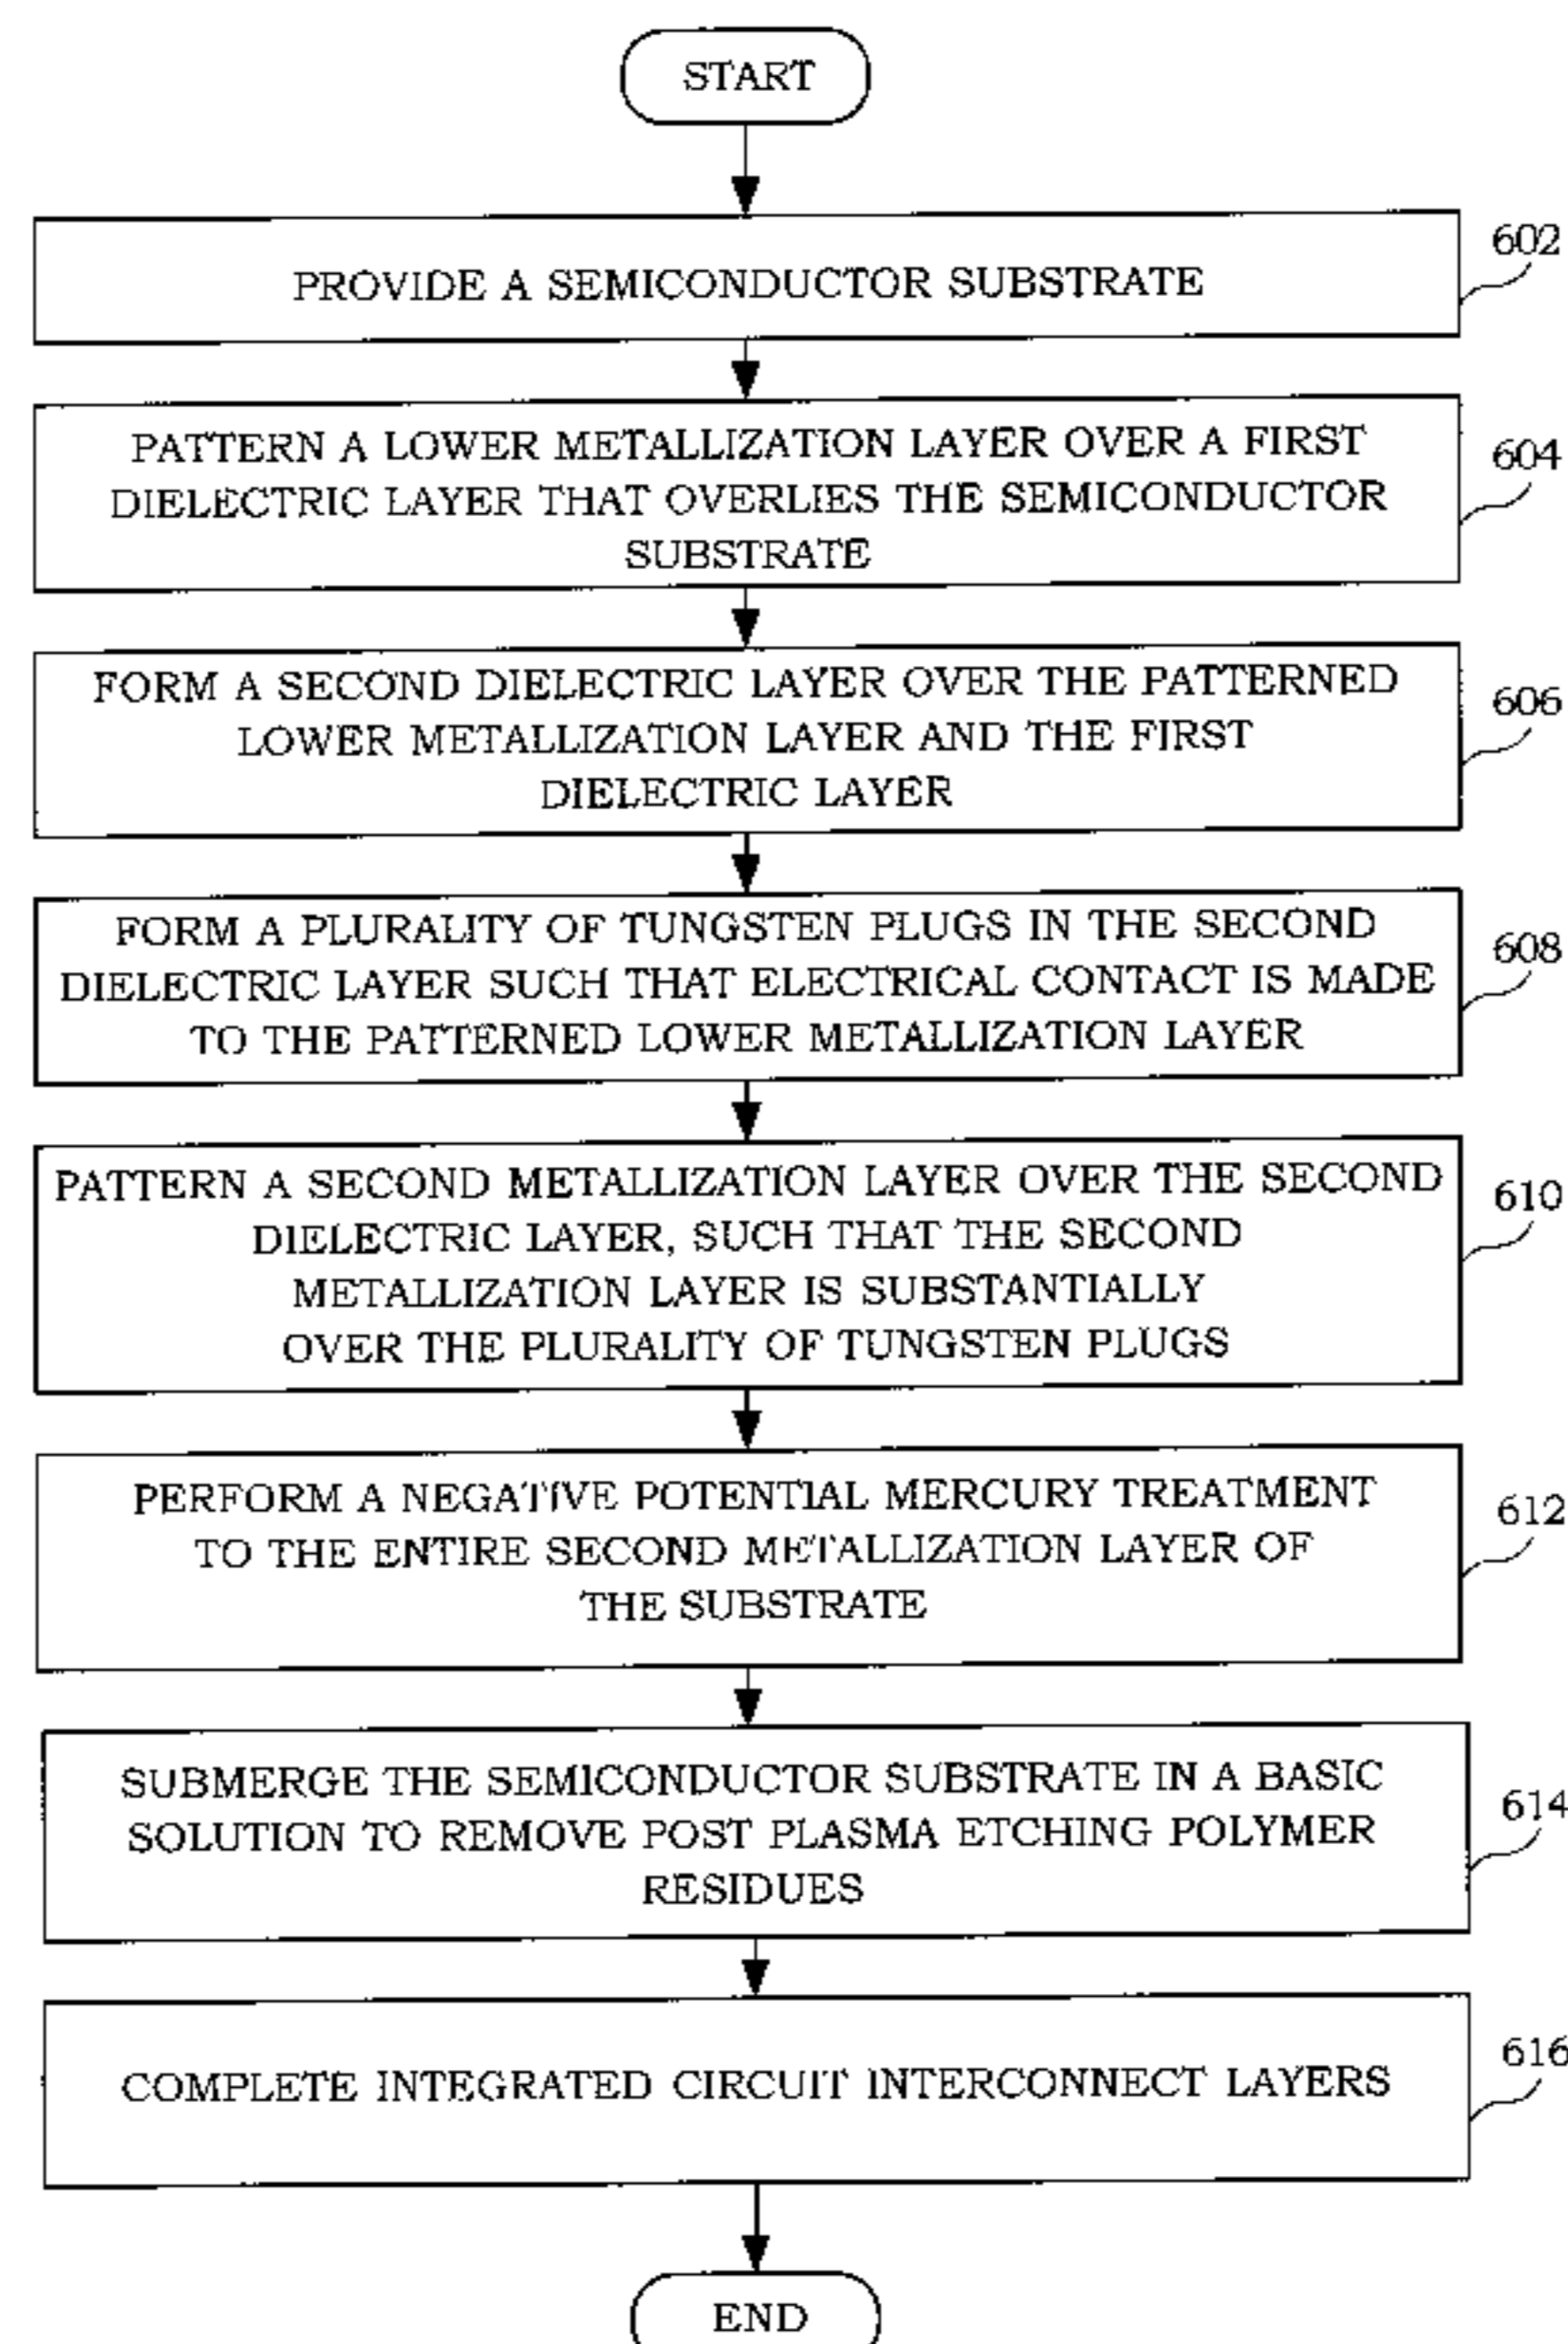 START
PROVIDE A SEMICONDUCTOR SUBSTRATE
602
PATTERN A LOWER METALLIZATION LAYER OVER A FIRST
DIELECTRIC LAYER THAT OVERLIES THE SEMICONDUCTOR
SUBSTRATE
604
FORM A SECOND DIELECTRIC LAYER OVER THE PATTERNED
LOWER METALLIZATION LAYER AND THE FIRST
DIELECTRIC LAYER
606
FORM A PLURALITY OF TUNGSTEN PLUGS IN THE SECOND
DIELECTRIC LAYER SUCH THAT ELECTRICAL CONTACT IS MADE
TO THE PATTERNED LOWER METALLIZATION LAYER
608
PATTERN A SECOND METALLIZATION LAYER OVER THE SECOND
DIELECTRIC LAYER, SUCH THAT THE SECOND
METALLIZATION LAYER IS SUBSTANTIALLY
OVER THE PLURALITY OF TUNGSTEN PLUGS
610
PERFORM A NEGATIVE POTENTIAL MERCURY TREATMENT
TO THE ENTIRE SECOND METALLIZATION LAYER OF
THE SUBSTRATE
612
SUBMERGE THE SEMICONDUCTOR SUBSTRATE IN A BASIC
SOLUTION TO REMOVE POST PLASMA ETCHING POLYMER
RESIDUES
614
COMPLETE INTEGRATED CIRCUIT INTERCONNECT LAYERS
616
END